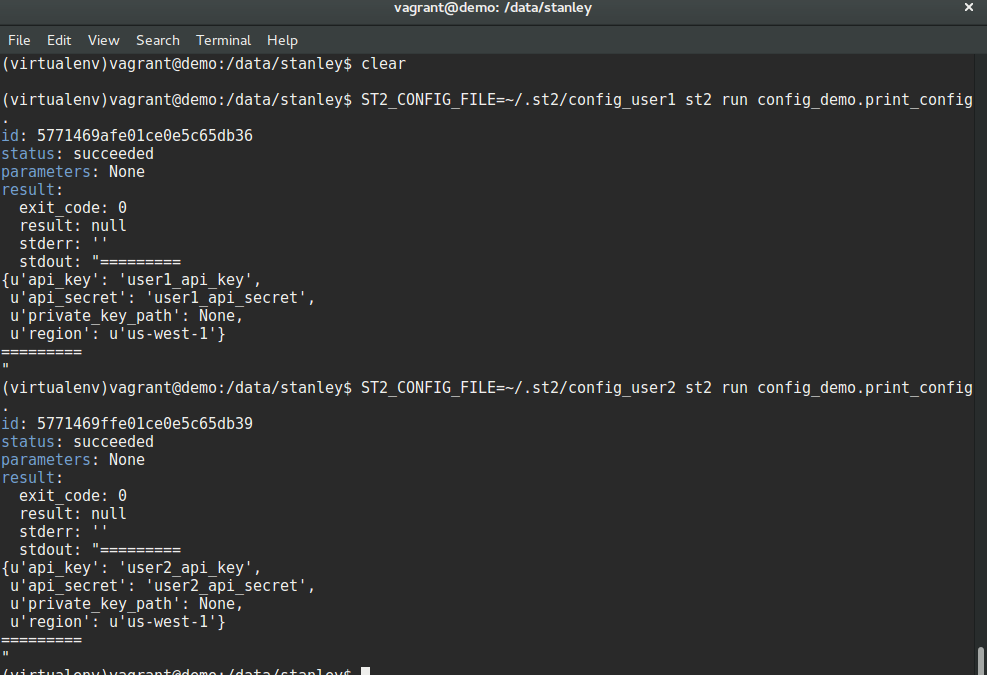 vagrant@demo: /data/stanley
×
File Edit View Search Terminal Help
(virtualenv)vagrant@demo:/data/stanley$ clear
(virtualenv)vagrant@demo:/data/stanley$ ST2_CONFIG_FILE=~/.st2/config_user1 st2 run config_demo.print_config
.
id: 5771469afe01ce0e5c65db36
status: succeeded
parameters: None
result:
  exit_code: 0
  result: null
  stderr: ''
  stdout: "=========
{u'api_key': 'user1_api_key',
 u'api_secret': 'user1_api_secret',
 u'private_key_path': None,
 u'region': u'us-west-1'}
=========
"
(virtualenv)vagrant@demo:/data/stanley$ ST2_CONFIG_FILE=~/.st2/config_user2 st2 run config_demo.print_config
.
id: 5771469ffe01ce0e5c65db39
status: succeeded
parameters: None
result:
  exit_code: 0
  result: null
  stderr: ''
  stdout: "=========
{u'api_key': 'user2_api_key',
 u'api_secret': 'user2_api_secret',
 u'private_key_path': None,
 u'region': u'us-west-1'}
=========
"
(virtualenv)vagrant@demo:/data/stanley$